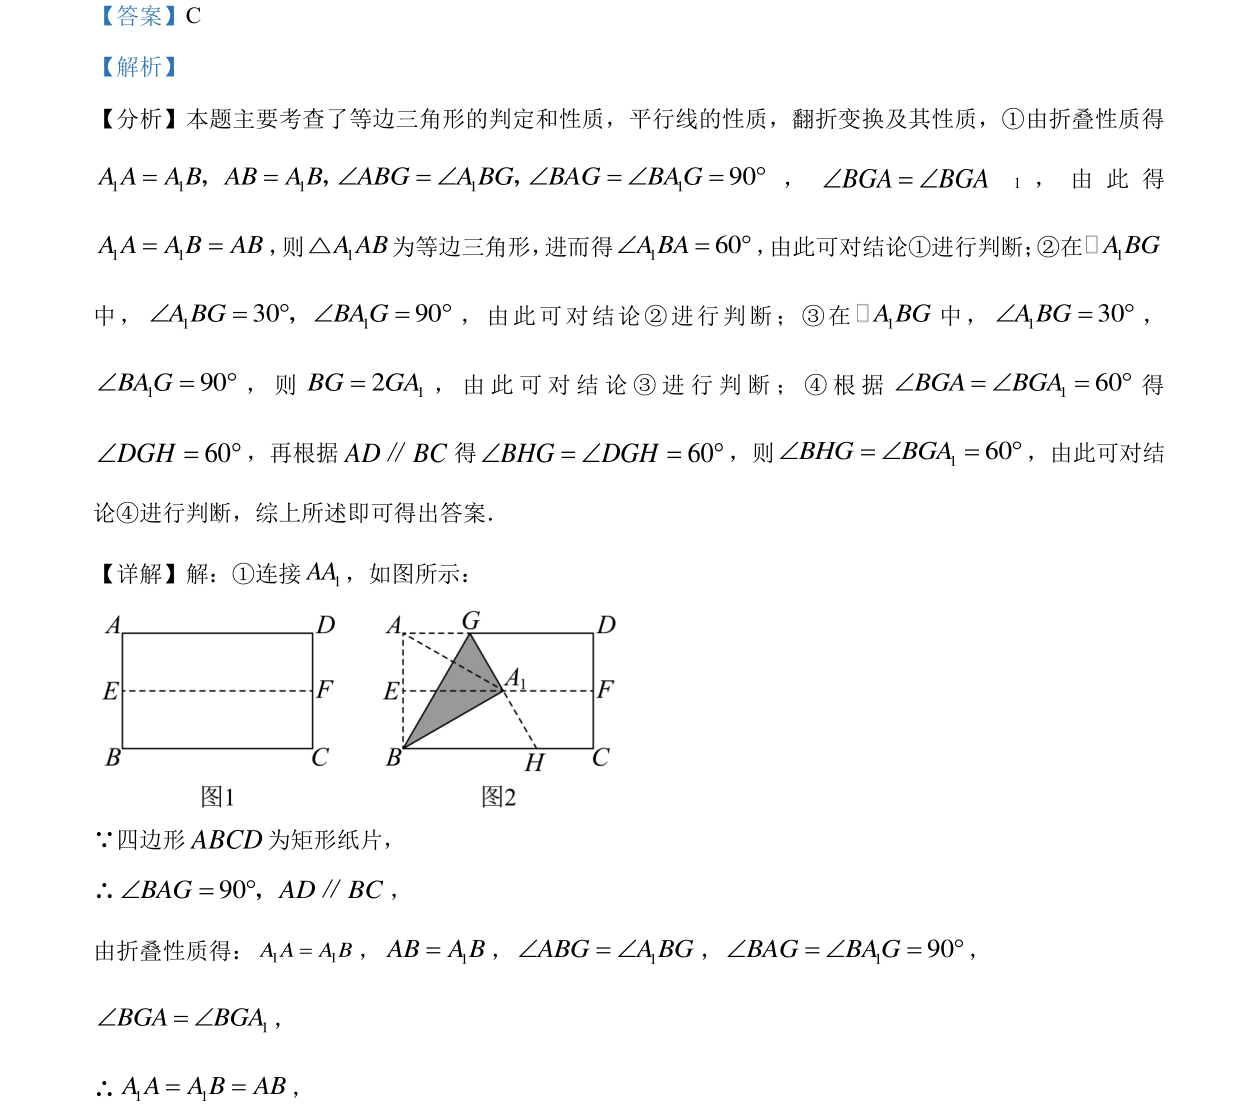 【答案】C
【解析】
【分析】本题主要考查了等边三角形的判定和性质，平行线的性质，翻折变换及其性质，①由折叠性质得
A₁A = A₁B，AB = A₁B，∠ABG = ∠A₁BG，∠BAG = ∠BA₁G = 90°，∠BGA = ∠BGA ₁，由此得
A₁A = A₁B = AB，则△A₁AB为等边三角形，进而得∠A₁BA = 60°，由此可对结论①进行判断；②在□A₁BG
中，∠A₁BG = 30°，∠BA₁G = 90°，由此可对结论②进行判断；③在□A₁BG中，∠A₁BG = 30°，
∠BA₁G = 90°，则BG = 2GA₁，由此可对结论③进行判断；④根据∠BGA = ∠BGA₁ = 60°得
∠DGH = 60°，再根据AD∥BC得∠BHG = ∠DGH = 60°，则∠BHG = ∠BGA₁ = 60°，由此可对结
论④进行判断，综上所述即可得出答案．
【详解】解：①连接AA₁，如图所示：
A D A G D
E F E A₁ F
B C B H C
图1 图2
∵四边形ABCD为矩形纸片，
∴∠BAG = 90°，AD∥BC，
由折叠性质得：A₁A = A₁B，AB = A₁B，∠ABG = ∠A₁BG，∠BAG = ∠BA₁G = 90°，
∠BGA = ∠BGA₁，
∴A₁A = A₁B = AB，